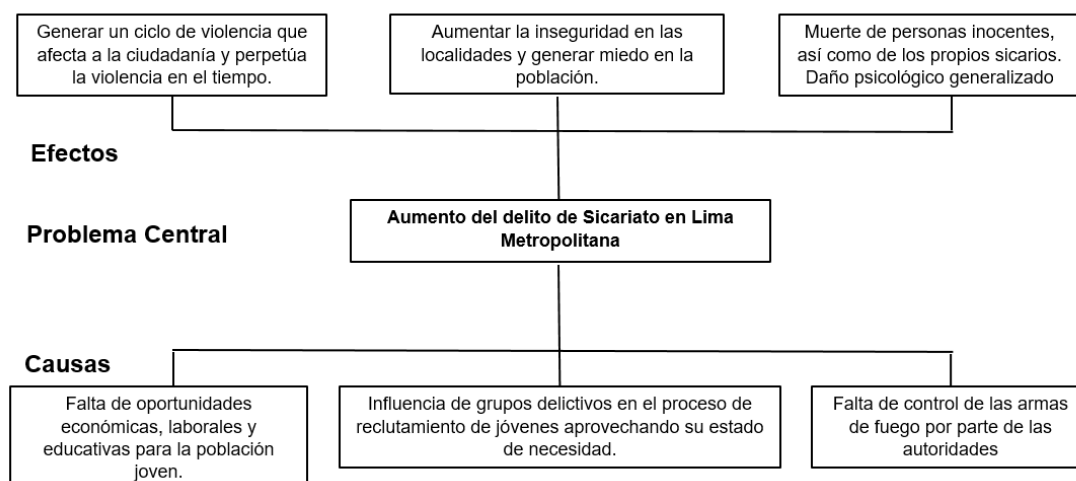 Generar un ciclo de violencia que
afecta a la ciudadanía y perpetúa
la violencia en el tiempo.
Aumentar la inseguridad en las
localidades y generar miedo en la
población.
Muerte de personas inocentes,
así como de los propios sicarios.
Daño psicológico generalizado
Efectos
Problema Central
Aumento del delito de Sicariato en Lima
Metropolitana
Causas
Falta de oportunidades
económicas, laborales y
educativas para la población
joven.
Influencia de grupos delictivos en el proceso de
reclutamiento de jóvenes aprovechando su estado
de necesidad.
Falta de control de las armas
de fuego por parte de las
autoridades